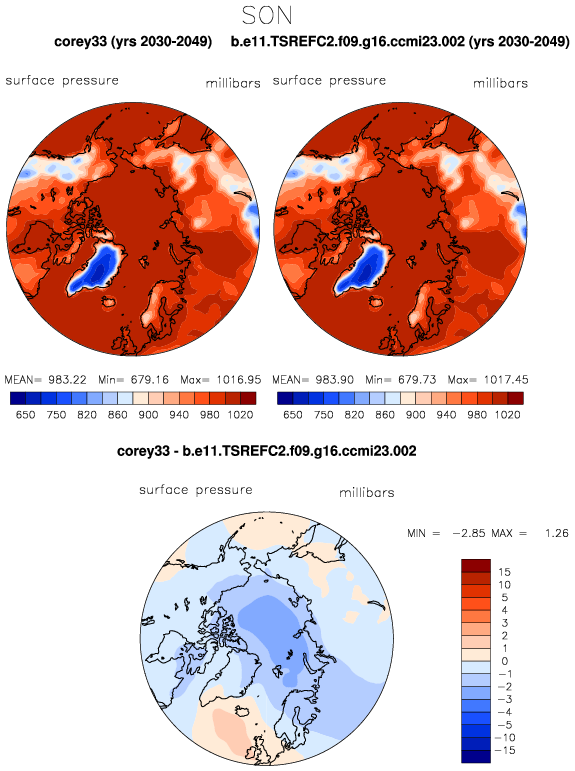 SON
corey33 (yrs 2030-2049) b.e11.TSREFC2.f09.g16.ccmi23.002 (yrs 2030-2049)
surface pressure millibars surface pressure millibars
MEAN= 983.22 Min= 679.16 Max= 1016.95 MEAN= 983.90 Min= 679.73 Max= 1017.45
650 750 820 860 900 940 980 1020 650 750 820 860 900 940 980 1020
corey33 - b.e11.TSREFC2.f09.g16.ccmi23.002
surface pressure millibars
MIN = -2.85 MAX = 1.26
15
10
5
4
3
2
1
0
-1
-2
-3
-4
-5
-10
-15